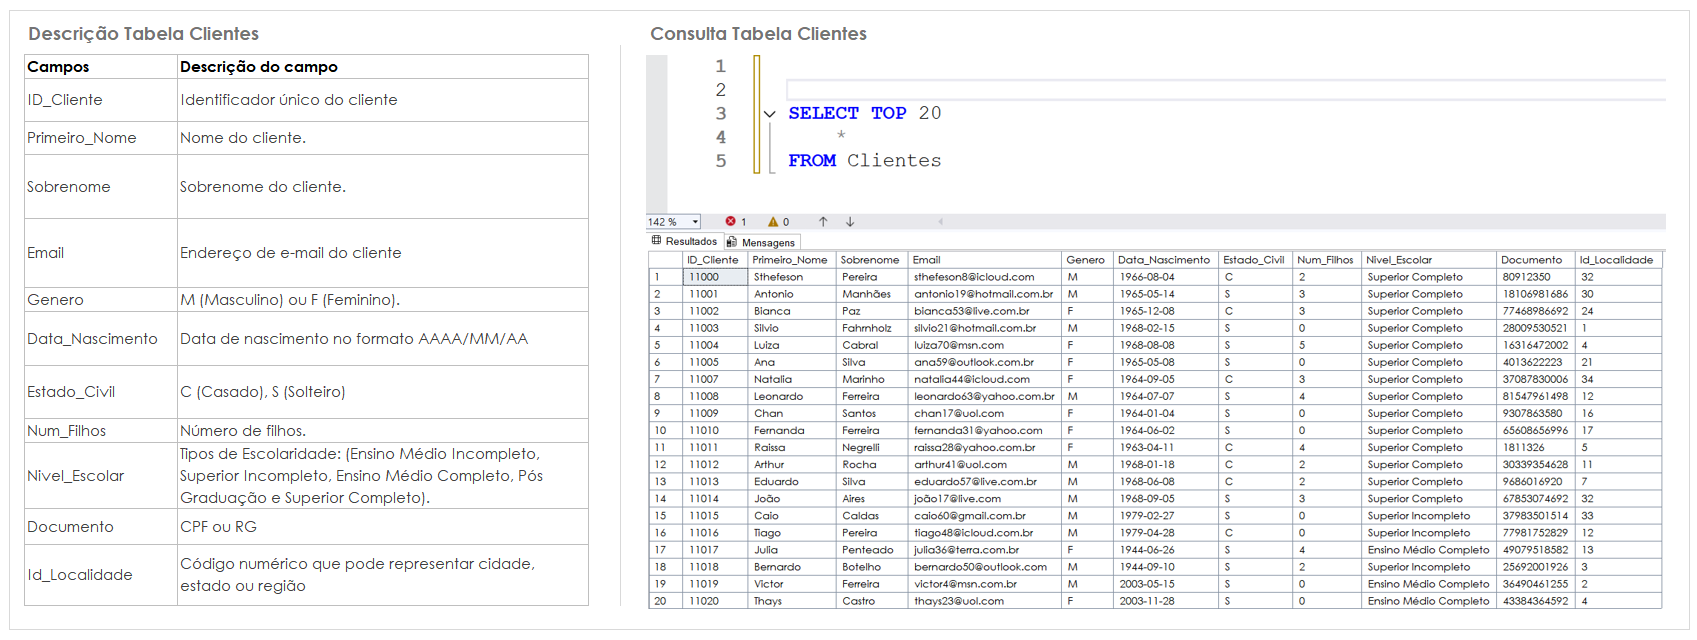 Descrição Tabela Clientes
Campos Descrição do campo
ID_Cliente Identificador único do cliente
Primeiro_Nome Nome do cliente.
Sobrenome Sobrenome do cliente.
Email Endereço de e-mail do cliente
Genero M (Masculino) ou F (Feminino).
Data_Nascimento Data de nascimento no formato AAAA/MM/AA
Estado_Civil C (Casado), S (Solteiro)
Num_Filhos Número de filhos.
Nivel_Escolar Tipos de Escolaridade: (Ensino Médio Incompleto,
Superior Incompleto, Ensino Médio Completo, Pós
Graduação e Superior Completo).
Documento CPF ou RG
Id_Localidade Código numérico que pode representar cidade,
estado ou região
Consulta Tabela Clientes
1
2
3 SELECT TOP 20
4 *
5 FROM Clientes
142 % 1 0
Resultados Mensagens
ID_Cliente Primeiro_Nome Sobrenome Email Genero Data_Nascimento Estado_Civil Num_Filhos Nivel_Escolar Documento Id_Localidade
1 11000 Sthefeson Pereira sthefeson8@icloud.com M 1966-08-04 C 2 Superior Completo 80912350 32
2 11001 Antonio Manhães antonio19@hotmail.com.br M 1965-05-14 S 3 Superior Completo 18106981686 30
3 11002 Bianca Paz bianca53@live.com.br F 1965-12-08 C 3 Superior Completo 77468986692 24
4 11003 Silvio Fahrnholz silvio21@hotmail.com M 1968-02-15 S 0 Superior Completo 28009530521 1
5 11004 Luiza Cabral luiza70@msn.com F 1968-08-08 S 5 Superior Completo 16316472002 4
6 11005 Ana Silva ana59@outlook.com.br F 1965-05-08 S 0 Superior Completo 4013622223 21
7 11007 Natalia Marinho natalia44@icloud.com F 1964-09-05 C 3 Superior Completo 37087830006 34
8 11008 Leonardo Ferreira leonardo63@yahoo.com.br M 1964-07-07 S 4 Superior Completo 81547961498 12
9 11009 Chan Santos chan17@uol.com F 1964-01-04 S 0 Superior Completo 9307863580 16
10 11010 Fernanda Ferreira fernanda31@yahoo.com F 1964-06-02 S 0 Superior Completo 65608656996 17
11 11011 Raissa Negrelli raissa28@yahoo.com.br F 1963-04-11 C 4 Superior Completo 1811326 5
12 11012 Arthur Rocha arthur41@uol.com M 1968-01-18 C 2 Superior Completo 30339354628 11
13 11013 Eduardo Silva eduardo57@live.com.br M 1968-06-08 C 2 Superior Completo 9686016920 7
14 11014 João Aires joão17@live.com M 1968-09-05 S 3 Superior Completo 67853074692 32
15 11015 Caio Caldas caio60@gmail.com.br M 1979-02-27 S 0 Superior Incompleto 37983501514 33
16 11016 Tiago Pereira tiago48@icloud.com.br M 1979-04-28 C 0 Superior Incompleto 77981752829 12
17 11017 Julia Penteado julia36@terra.com.br F 1944-06-26 S 4 Ensino Médio Completo 49079518582 13
18 11018 Bernardo Botelho bernardo50@outlook.com M 1944-09-10 S 2 Superior Incompleto 25692001926 3
19 11019 Victor Ferreira victor4@msn.com.br M 2003-05-15 S 0 Ensino Médio Completo 36490461255 2
20 11020 Thays Castro thays23@uol.com F 2003-11-28 S 0 Ensino Médio Completo 43384364592 4